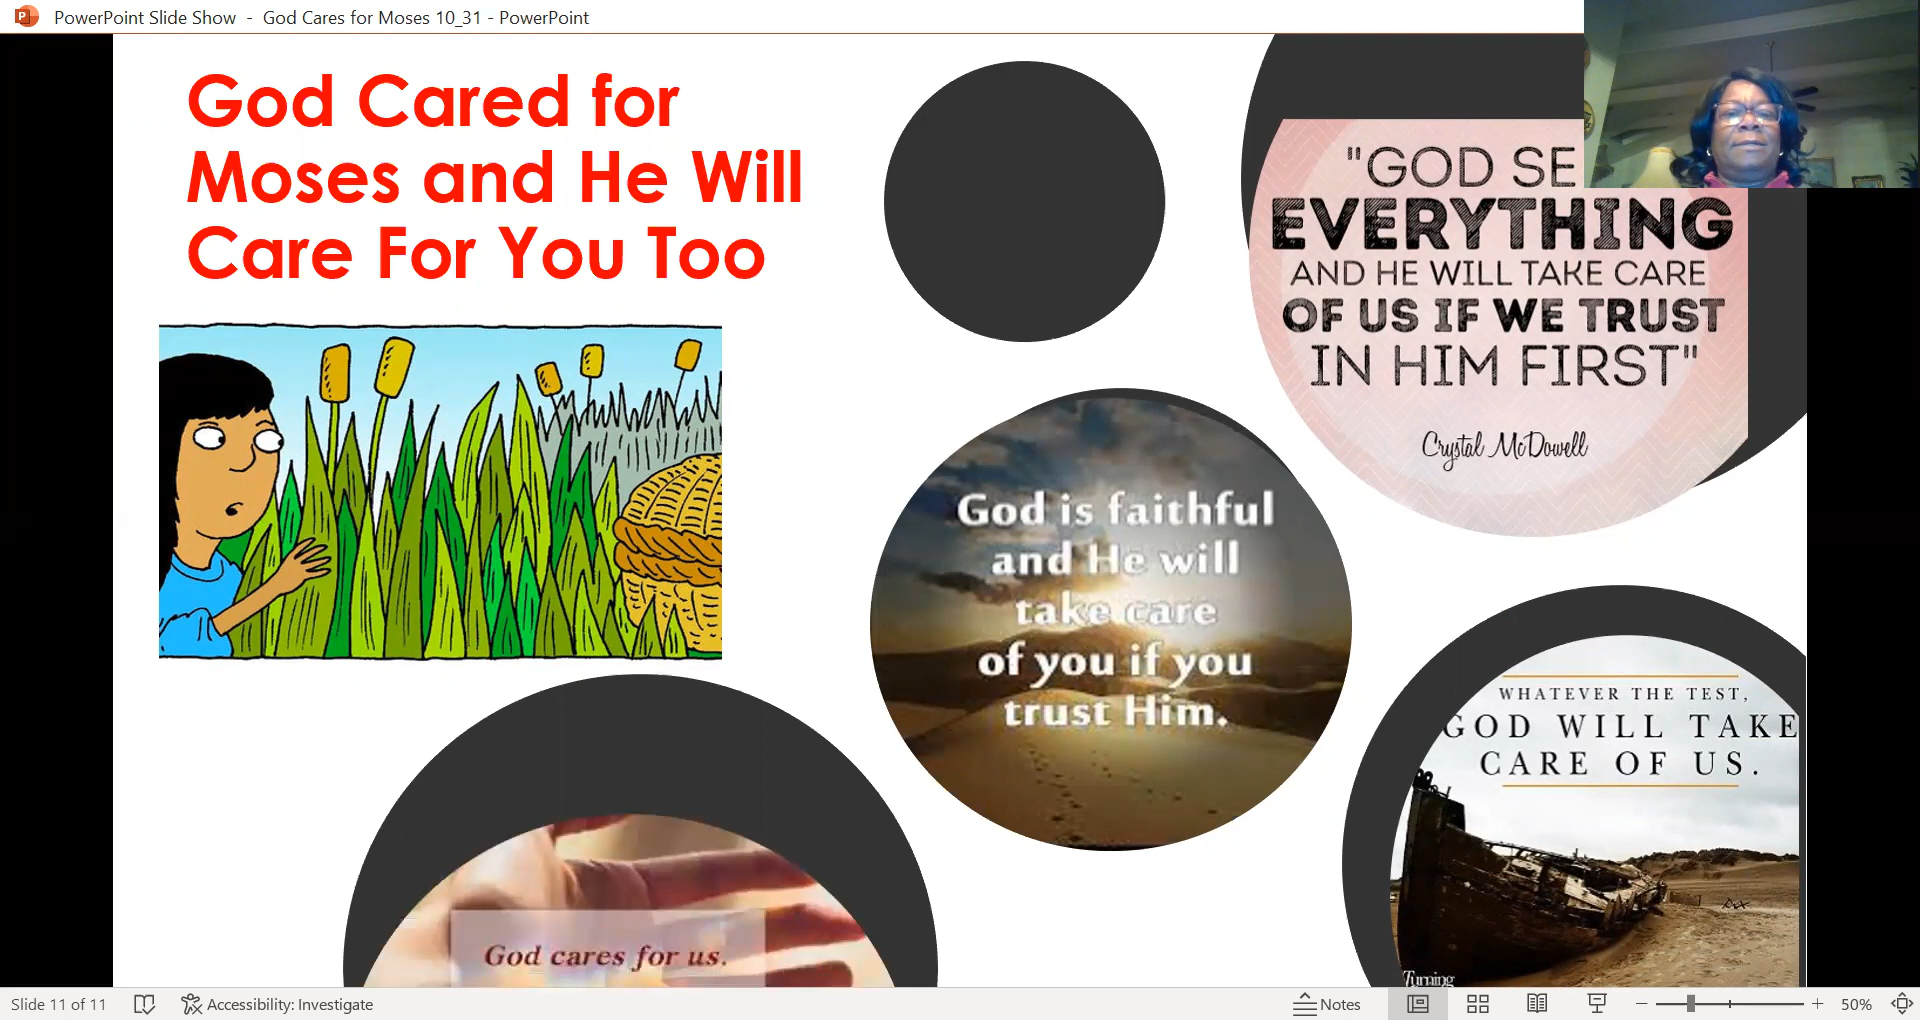 PowerPoint Slide Show - God Cares for Moses 10_31 - PowerPoint
God Cared for
Moses and He Will
Care For You Too
"GOD SE
EVERYTHING
AND HE WILL TAKE CARE
OF US IF WE TRUST
IN HIM FIRST"
Crystal McDowell
God is faithful
and He will
take care
of you if you
trust Him.
WHATEVER THE TEST,
GOD WILL TAKE
CARE OF US.
Turning
God cares for us.
Slide 11 of 11
Accessibility: Investigate
Notes
50%